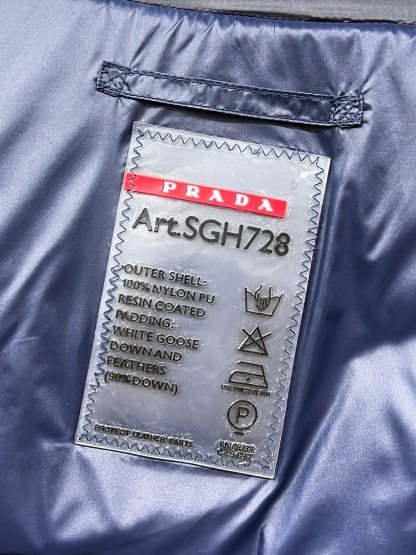 PRADA
Art.SGH728
OUTER SHELL:
100% NYLON PU
RESIN COATED
PADDING:
WHITE GOOSE
DOWN AND
FEATHERS
(90% DOWN)
P
PROTECT LEATHER PARTS